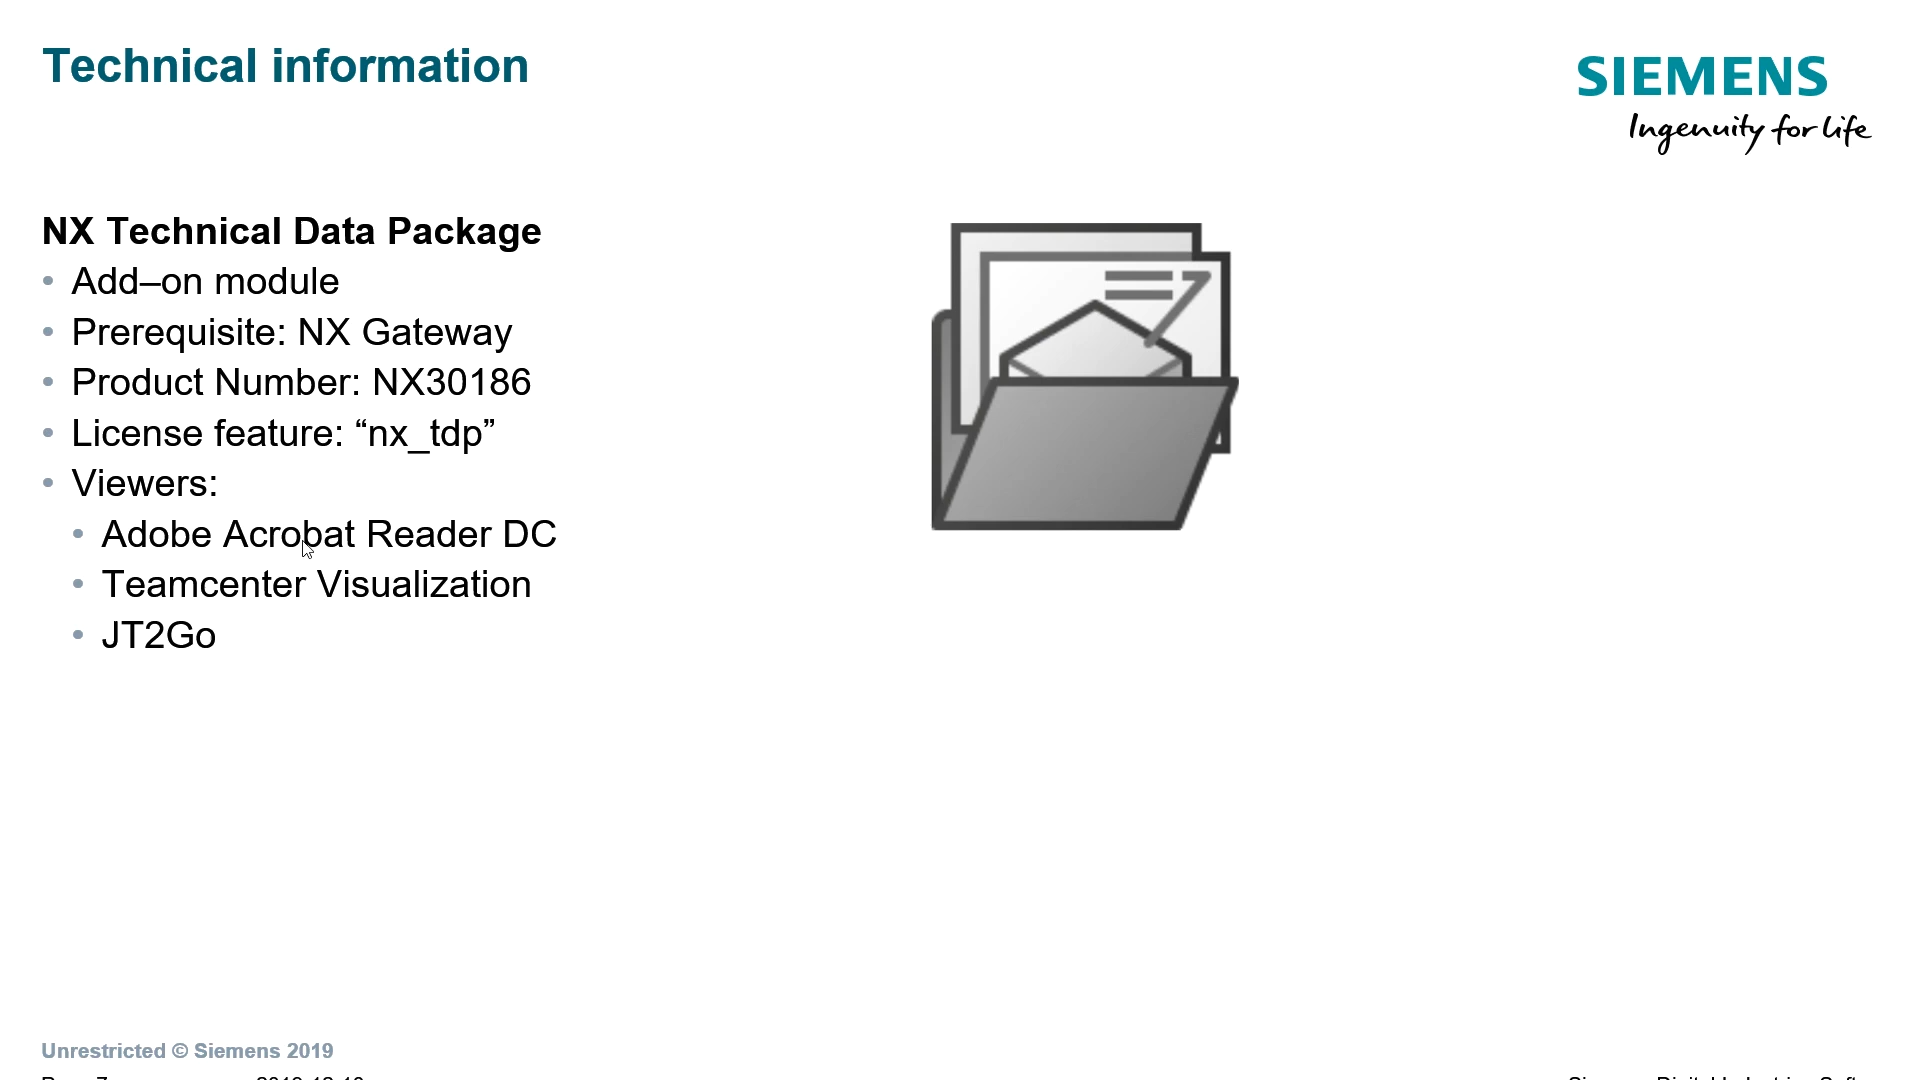 Technical information
SIEMENS
Ingenuity for life
NX Technical Data Package
• Add–on module
• Prerequisite: NX Gateway
• Product Number: NX30186
• License feature: “nx_tdp”
• Viewers:
• Adobe Acrobat Reader DC
• Teamcenter Visualization
• JT2Go
Unrestricted © Siemens 2019